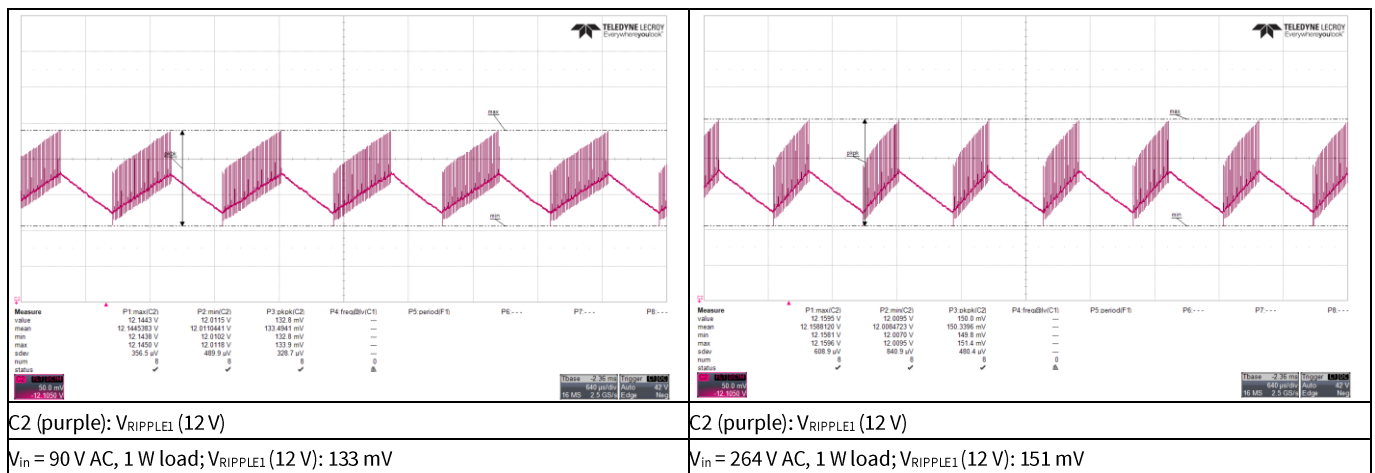 TELEDYNE LECROY
Everywhereyoulook
max
pkpk
min
Measure P1:max(C2) P2:min(C2) P3:pkpk(C2) P4:freq@lv(C1) P5:period(F1) P6:--- P7:--- P8:---
value 12.1443 V 12.0115 V 132.8 mV ---
mean 12.1445383 V 12.0110441 V 133.4941 mV ---
min 12.1438 V 12.0102 V 132.8 mV ---
max 12.1450 V 12.0118 V 133.9 mV ---
sdev 356.5 µV 489.9 µV 328.7 µV ---
num 8 8 8 0
status
C2
50.0 mV
-12.1050 V
Tbase -2.36 ms Trigger C1 DC
640 µs/div Auto 42 V
16 MS 2.5 GS/s Edge Neg
C2 (purple): VRIPPLE1 (12 V)
Vin = 90 V AC, 1 W load; VRIPPLE1 (12 V): 133 mV
TELEDYNE LECROY
Everywhereyoulook
max
pkpk
min
Measure P1:max(C2) P2:min(C2) P3:pkpk(C2) P4:freq@lv(C1) P5:period(F1) P6:--- P7:--- P8:---
value 12.1595 V 12.0095 V 150.0 mV ---
mean 12.1588120 V 12.0084723 V 150.3396 mV ---
min 12.1581 V 12.0070 V 149.8 mV ---
max 12.1596 V 12.0095 V 151.4 mV ---
sdev 608.9 µV 840.9 µV 480.4 µV ---
num 8 8 8 0
status
C2
50.0 mV
-12.1050 V
Tbase -2.36 ms Trigger C1 DC
640 µs/div Auto 42 V
16 MS 2.5 GS/s Edge Neg
C2 (purple): VRIPPLE1 (12 V)
Vin = 264 V AC, 1 W load; VRIPPLE1 (12 V): 151 mV